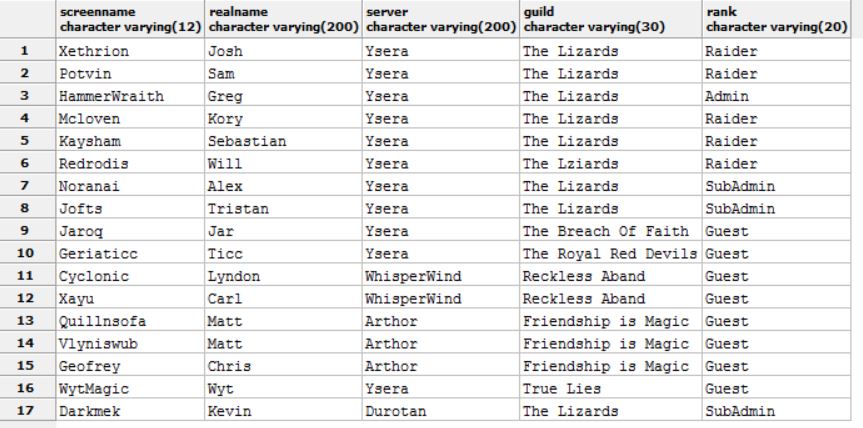 screenname realname server guild rank
character varying(12) character varying(200) character varying(200) character varying(30) character varying(20)
1 Xethrion Josh Ysera The Lizards Raider
2 Potvin Sam Ysera The Lizards Raider
3 HammerWraith Greg Ysera The Lizards Admin
4 Mcloven Kory Ysera The Lizards Raider
5 Kaysham Sebastian Ysera The Lizards Raider
6 Redrodis Will Ysera The Lziards Raider
7 Noranai Alex Ysera The Lizards SubAdmin
8 Jofts Tristan Ysera The Lizards SubAdmin
9 Jaroq Jar Ysera The Breach Of Faith Guest
10 Geriaticc Ticc Ysera The Royal Red Devils Guest
11 Cyclonic Lyndon WhisperWind Reckless Aband Guest
12 Xayu Carl WhisperWind Reckless Aband Guest
13 Quillnsofa Matt Arthor Friendship is Magic Guest
14 Vlyniswub Matt Arthor Friendship is Magic Guest
15 Geofrey Chris Arthor Friendship is Magic Guest
16 WytMagic Wyt Ysera True Lies Guest
17 Darkmek Kevin Durotan The Lizards SubAdmin